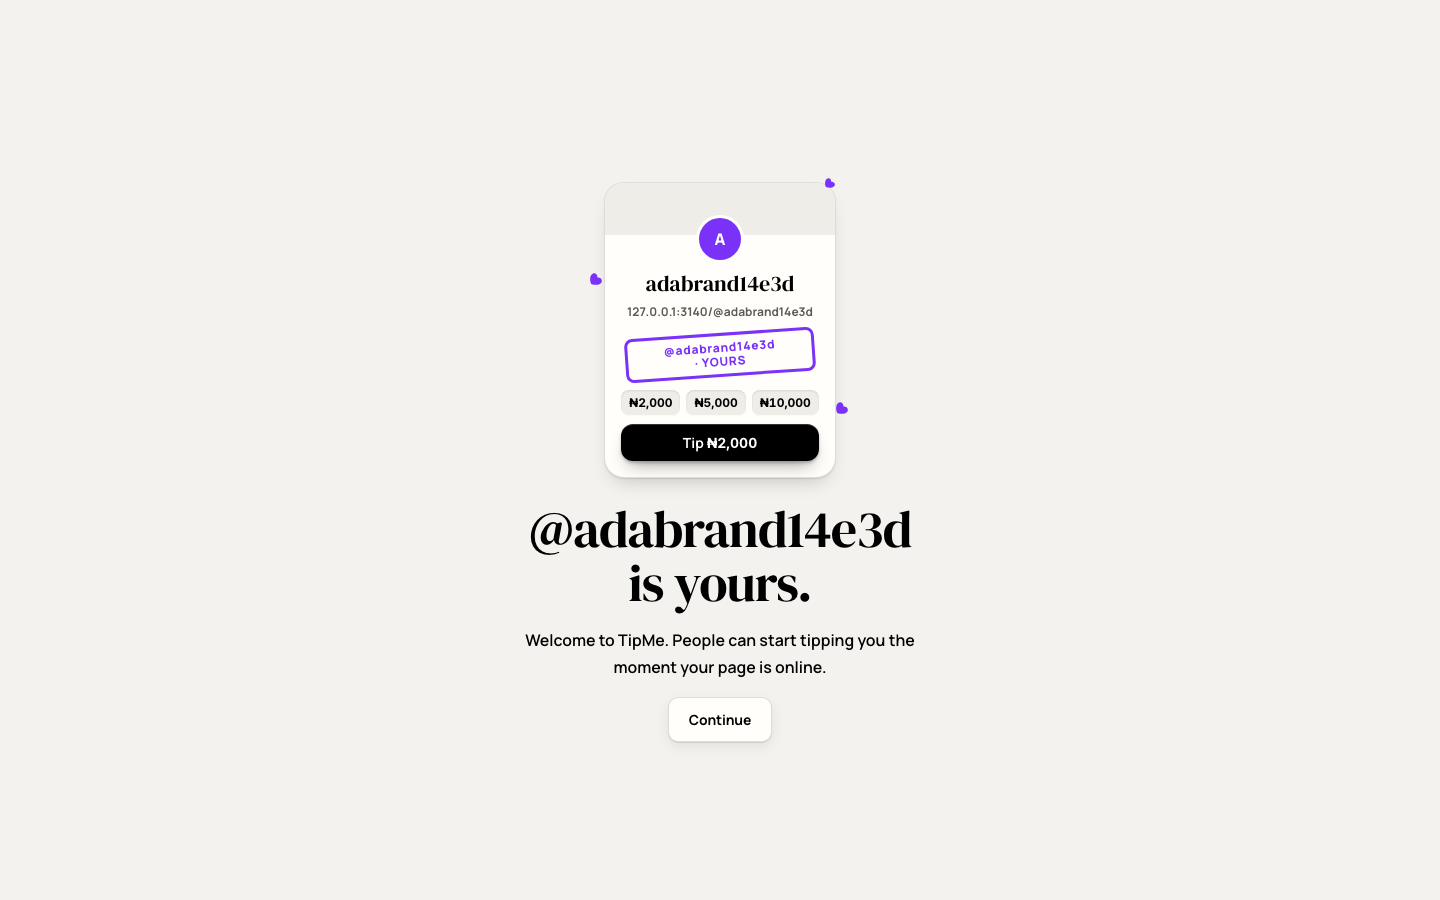 A
adabrand14e3d
127.0.0.1:3140/@adabrand14e3d
@adabrand14e3d
· YOURS
₦2,000 ₦5,000 ₦10,000
Tip ₦2,000
@adabrand14e3d
is yours.
Welcome to TipMe. People can start tipping you the
moment your page is online.
Continue